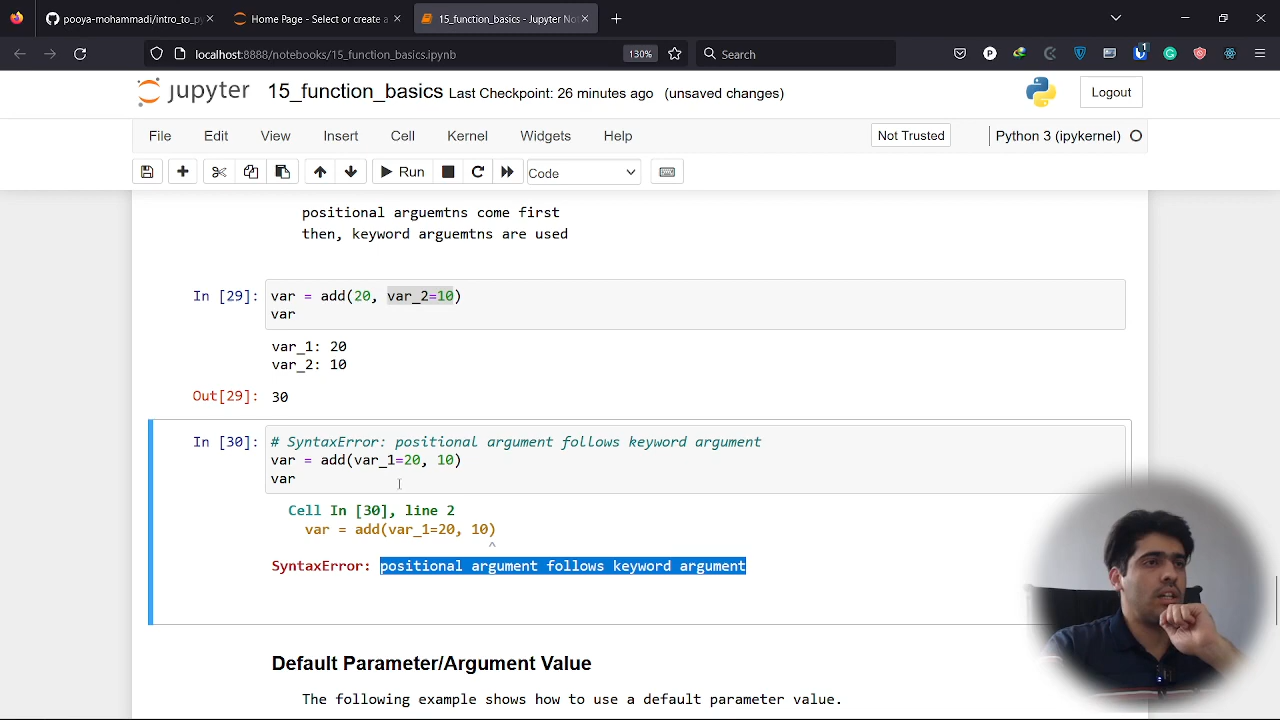 pooya-mohammadi/intro_to_p
Home Page - Select or create a
15_function_basics - Jupyter No
localhost:8888/notebooks/15_function_basics.ipynb
130%
Search
jupyter 15_function_basics Last Checkpoint: 26 minutes ago (unsaved changes)
Logout
File Edit View Insert Cell Kernel Widgets Help
Not Trusted
Python 3 (ipykernel)
Run
Code
positional arguemtns come first
then, keyword arguemtns are used
In [29]: var = add(20, var_2=10)
var
var_1: 20
var_2: 10
Out[29]: 30
In [30]: # SyntaxError: positional argument follows keyword argument
var = add(var_1=20, 10)
var
Cell In [30], line 2
var = add(var_1=20, 10)
^
SyntaxError: positional argument follows keyword argument
Default Parameter/Argument Value
The following example shows how to use a default parameter value.